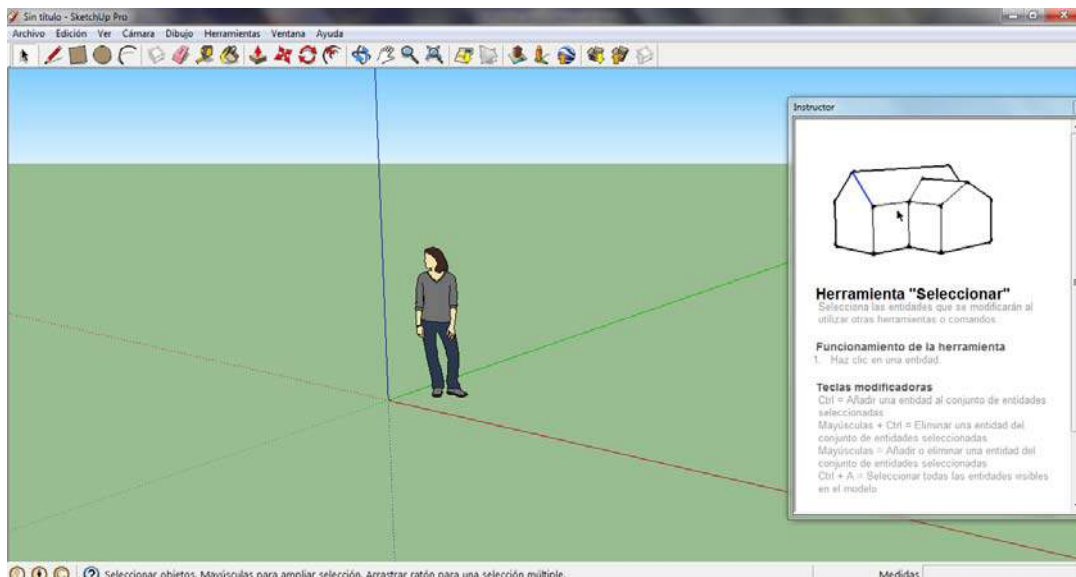 Sin título - SketchUp Pro
Archivo Edición Ver Cámara Dibujo Herramientas Ventana Ayuda
Instructor
Herramienta "Seleccionar"
Selecciona las entidades que se modificarán al
utilizar otras herramientas o comandos.
Funcionamiento de la herramienta
1. Haz clic en una entidad.
Teclas modificadoras
Ctrl = Añadir una entidad al conjunto de entidades
seleccionadas
Mayúsculas + Ctrl = Eliminar una entidad del
conjunto de entidades seleccionadas
Mayúsculas = Añadir o eliminar una entidad del
conjunto de entidades seleccionadas
Ctrl + A = Seleccionar todas las entidades visibles
en el modelo
Seleccionar objetos. Mayúsculas para ampliar selección. Arrastrar ratón para una selección múltiple.
Medidas